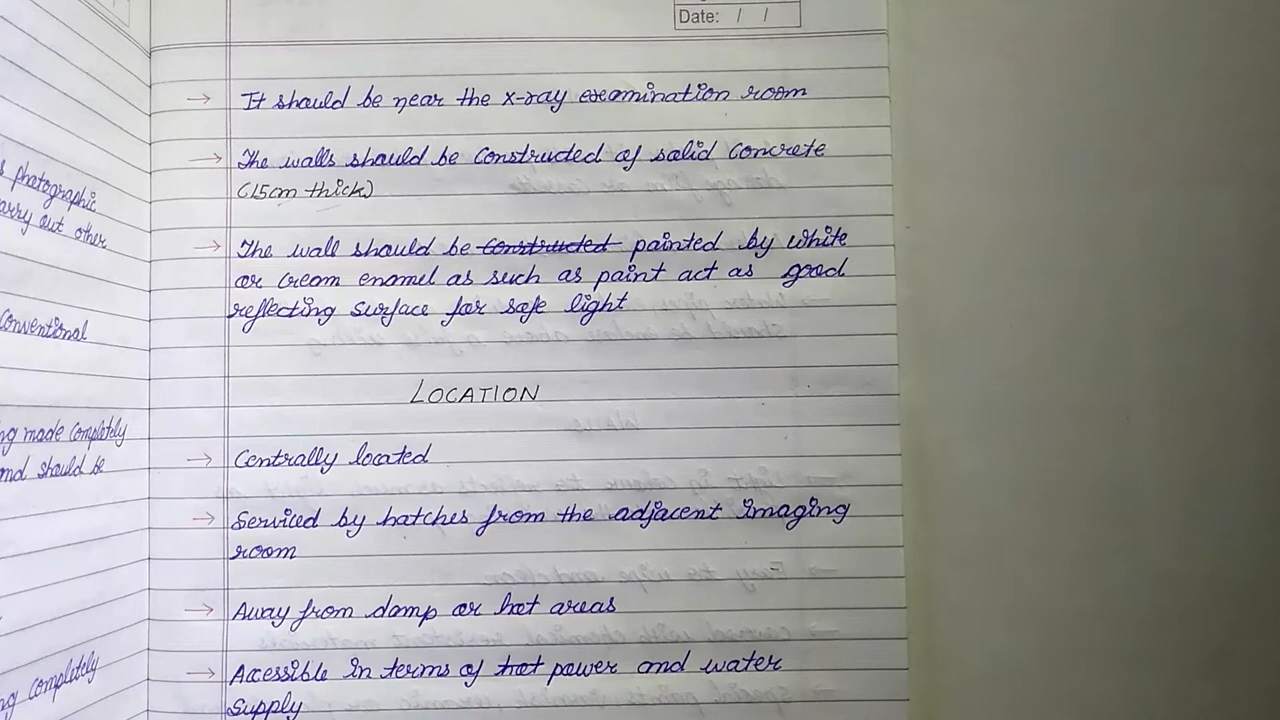 Date: / /
→ It should be near the x-ray examination room
→ The walls should be constructed of solid concrete
(15cm thick)
→ The wall should be constructed painted by white
or cream enamel as such as paint act as good
reflecting surface for safe light
LOCATION
→ Centrally located
→ Serviced by hatches from the adjacent imaging
room
→ Away from damp or hot areas
→ Accessible in terms of hot power and water
supply
photographic
arry out other
Conventional
ng made completely
and should be
ng completely